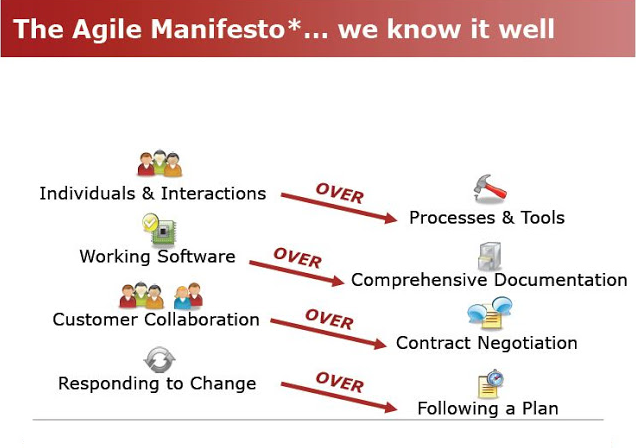 The Agile Manifesto*... we know it well
Individuals & Interactions
OVER
Processes & Tools
Working Software
OVER
Comprehensive Documentation
Customer Collaboration
OVER
Contract Negotiation
Responding to Change
OVER
Following a Plan